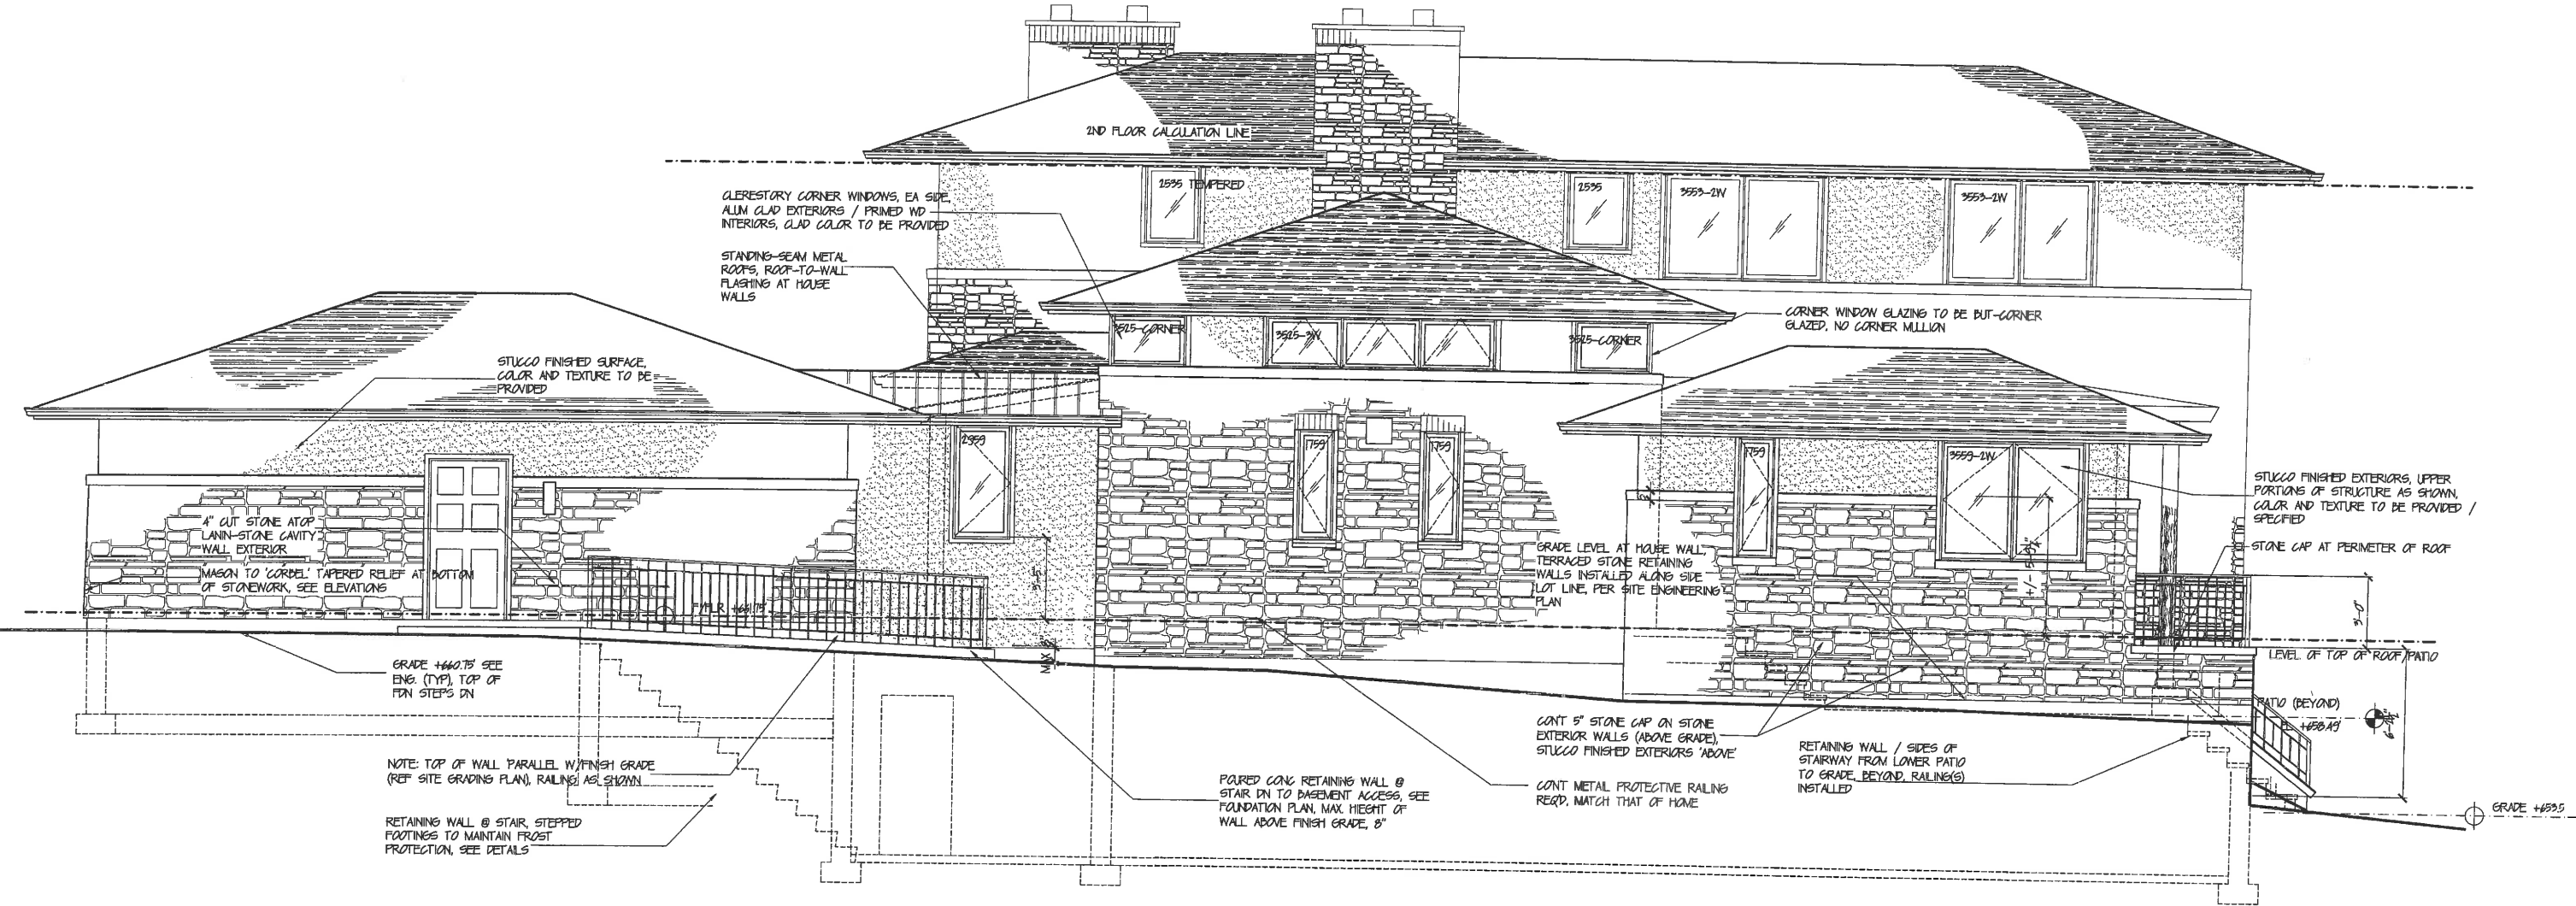 2ND FLOOR CALCULATION LINE
CLERESTORY CORNER WINDOWS, EA SIDE,
ALUM CLAD EXTERIORS / PRIMED WD
INTERIORS, CLAD COLOR TO BE PROVIDED
2535 TEMPERED
2535
3553-2W
3553-2W
STANDING-SEAM METAL
ROOFS, ROOF-TO-WALL
FLASHING AT HOUSE
WALLS
3525-CORNER
3525-3W
3525-CORNER
CORNER WINDOW GLAZING TO BE BUT-CORNER
GLAZED, NO CORNER MULLION
STUCCO FINISHED SURFACE,
COLOR AND TEXTURE TO BE
PROVIDED
2959
1759
1759
1759
3559-2W
STUCCO FINISHED EXTERIORS, UPPER
PORTIONS OF STRUCTURE AS SHOWN,
COLOR AND TEXTURE TO BE PROVIDED /
SPECIFIED
4" CUT STONE ATOP
LANIN-STONE CAVITY
WALL EXTERIOR
MASON TO 'CORBEL' TAPERED RELIEF AT BOTTOM
OF STONEWORK, SEE ELEVATIONS
GRADE LEVEL AT HOUSE WALL,
TERRACED STONE RETAINING
WALLS INSTALLED ALONG SIDE
LOT LINE, PER SITE ENGINEERING
PLAN
STONE CAP AT PERIMETER OF ROOF
3'-0"
MAX 8"
LEVEL OF TOP OF ROOF/PATIO
GRADE +660.75' SEE
ENG. (TYP), TOP OF
FDN STEPS DN
PATIO (BEYOND)
+658.49'
CONT 5" STONE CAP ON STONE
EXTERIOR WALLS (ABOVE GRADE),
STUCCO FINISHED EXTERIORS 'ABOVE'
RETAINING WALL / SIDES OF
STAIRWAY FROM LOWER PATIO
TO GRADE, BEYOND, RAILING(S)
INSTALLED
NOTE: TOP OF WALL PARALLEL W/FINISH GRADE
(REF SITE GRADING PLAN), RAILING AS SHOWN
POURED CONC RETAINING WALL @
STAIR DN TO BASEMENT ACCESS, SEE
FOUNDATION PLAN, MAX. HIEGHT OF
WALL ABOVE FINISH GRADE, 8"
CONT METAL PROTECTIVE RAILING
REQ'D, MATCH THAT OF HOME
RETAINING WALL @ STAIR, STEPPED
FOOTINGS TO MAINTAIN FROST
PROTECTION, SEE DETAILS
GRADE +653.5